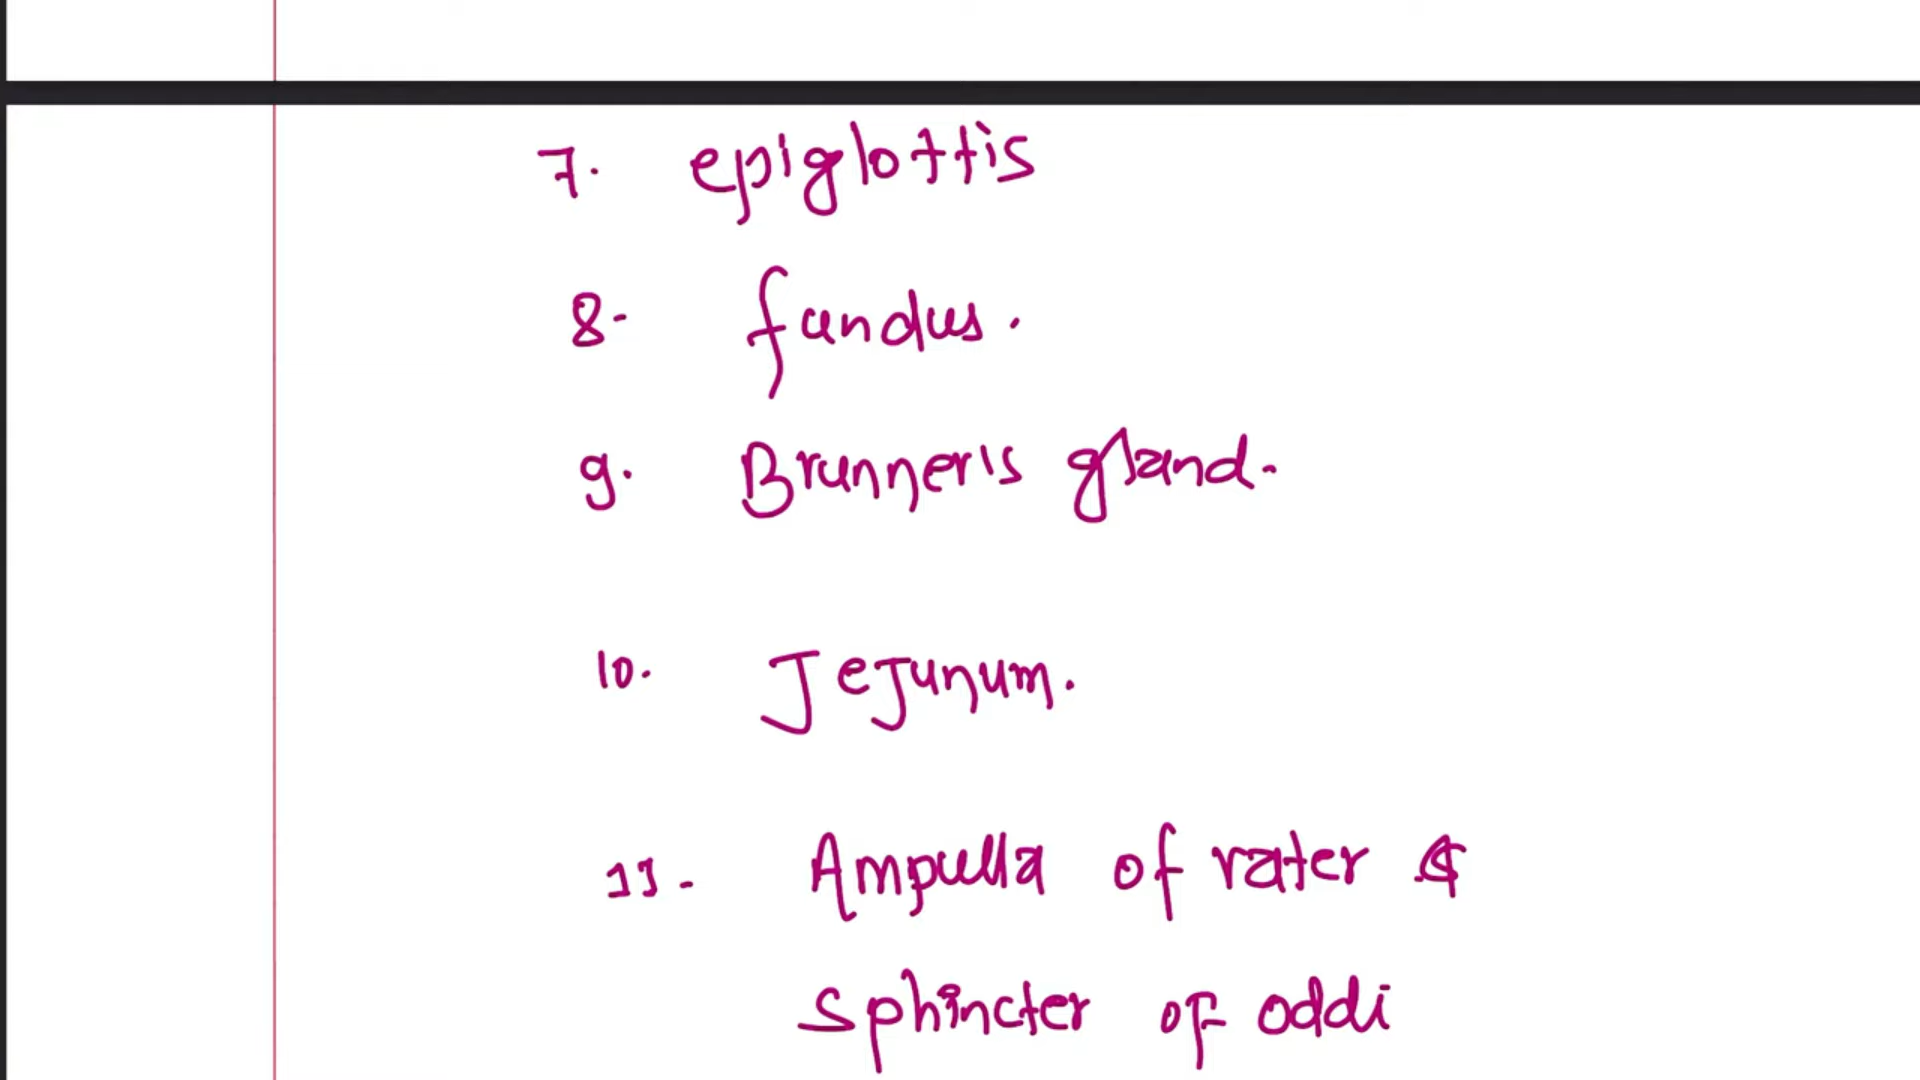 7. epiglottis
8. fundus.
9. Brunner's gland.
10. Jejunum.
11. Ampulla of vater &
Sphincter of oddi